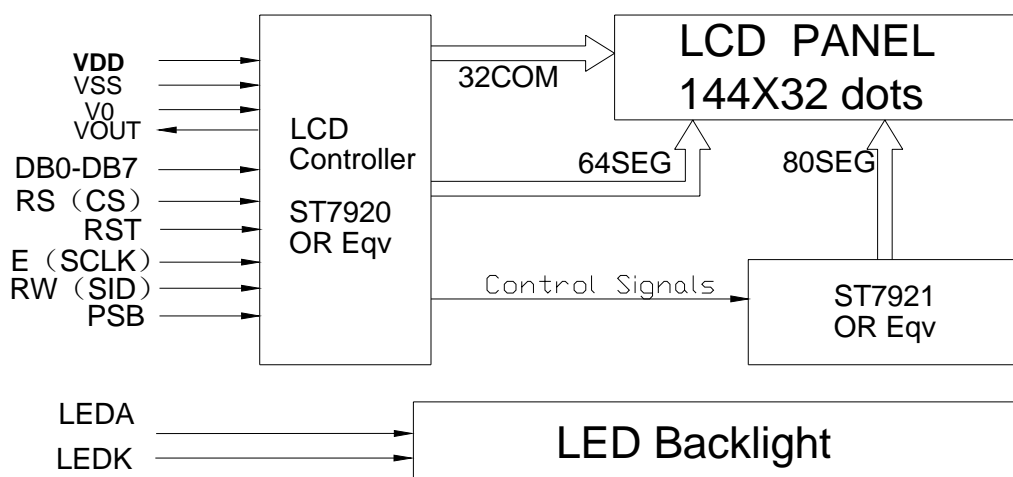 VDD
VSS
V0
VOUT
DB0-DB7
RS（CS）
RST
E（SCLK）
RW（SID）
PSB
LCD
Controller
ST7920
OR Eqv
32COM
64SEG
80SEG
LCD PANEL
144X32 dots
Control Signals
ST7921
OR Eqv
LEDA
LEDK
LED Backlight